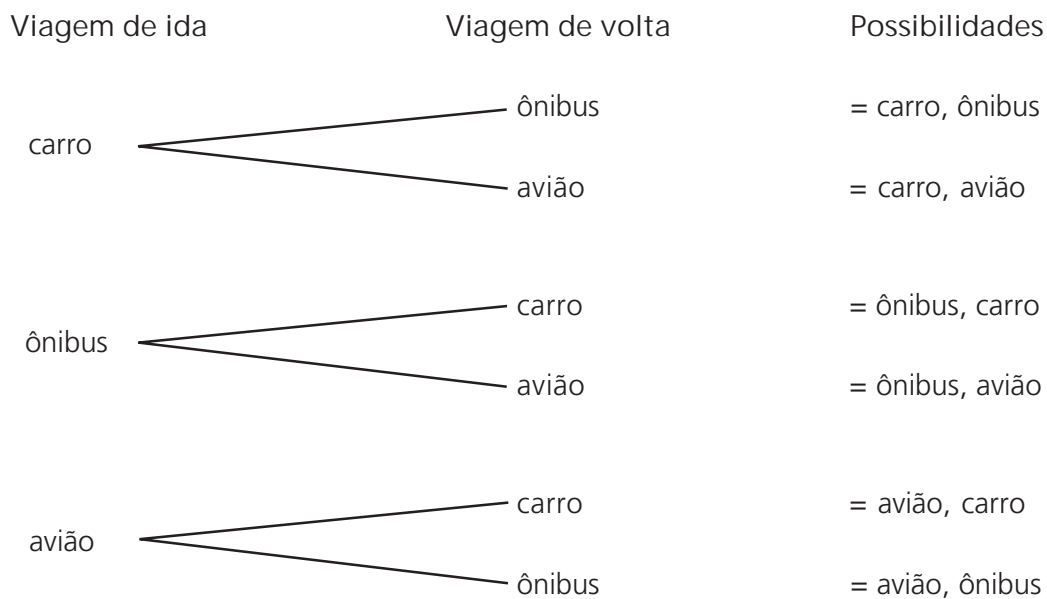 Viagem de ida Viagem de volta Possibilidades
ônibus = carro, ônibus
carro
avião = carro, avião
carro = ônibus, carro
ônibus
avião = ônibus, avião
carro = avião, carro
avião
ônibus = avião, ônibus